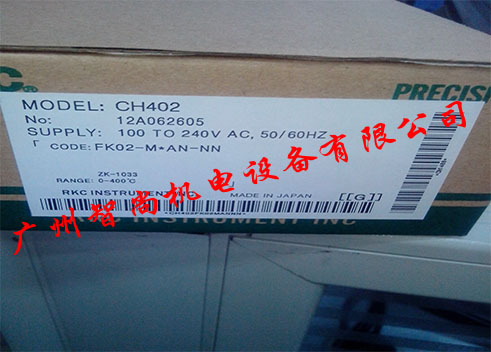 C®
PRECISI
MODEL: CH402
No: 12A062605
SUPPLY: 100 TO 240V AC, 50/60HZ
CODE: FK02-M*AN-NN
ZK-1033
RANGE: 0-400℃
RKC INSTRUMENT INC. MADE IN JAPAN [[G]]
*CH402FK02MANNN*
C INSTRUMENT INC
广州智尚机电设备有限公司